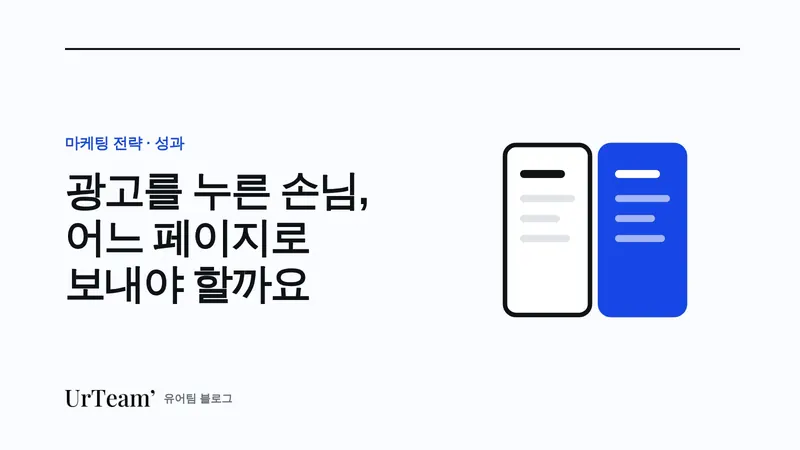 마케팅 전략 · 성과
광고를 누른 손님,
어느 페이지로
보내야 할까요
UrTeam’ 유어팀 블로그